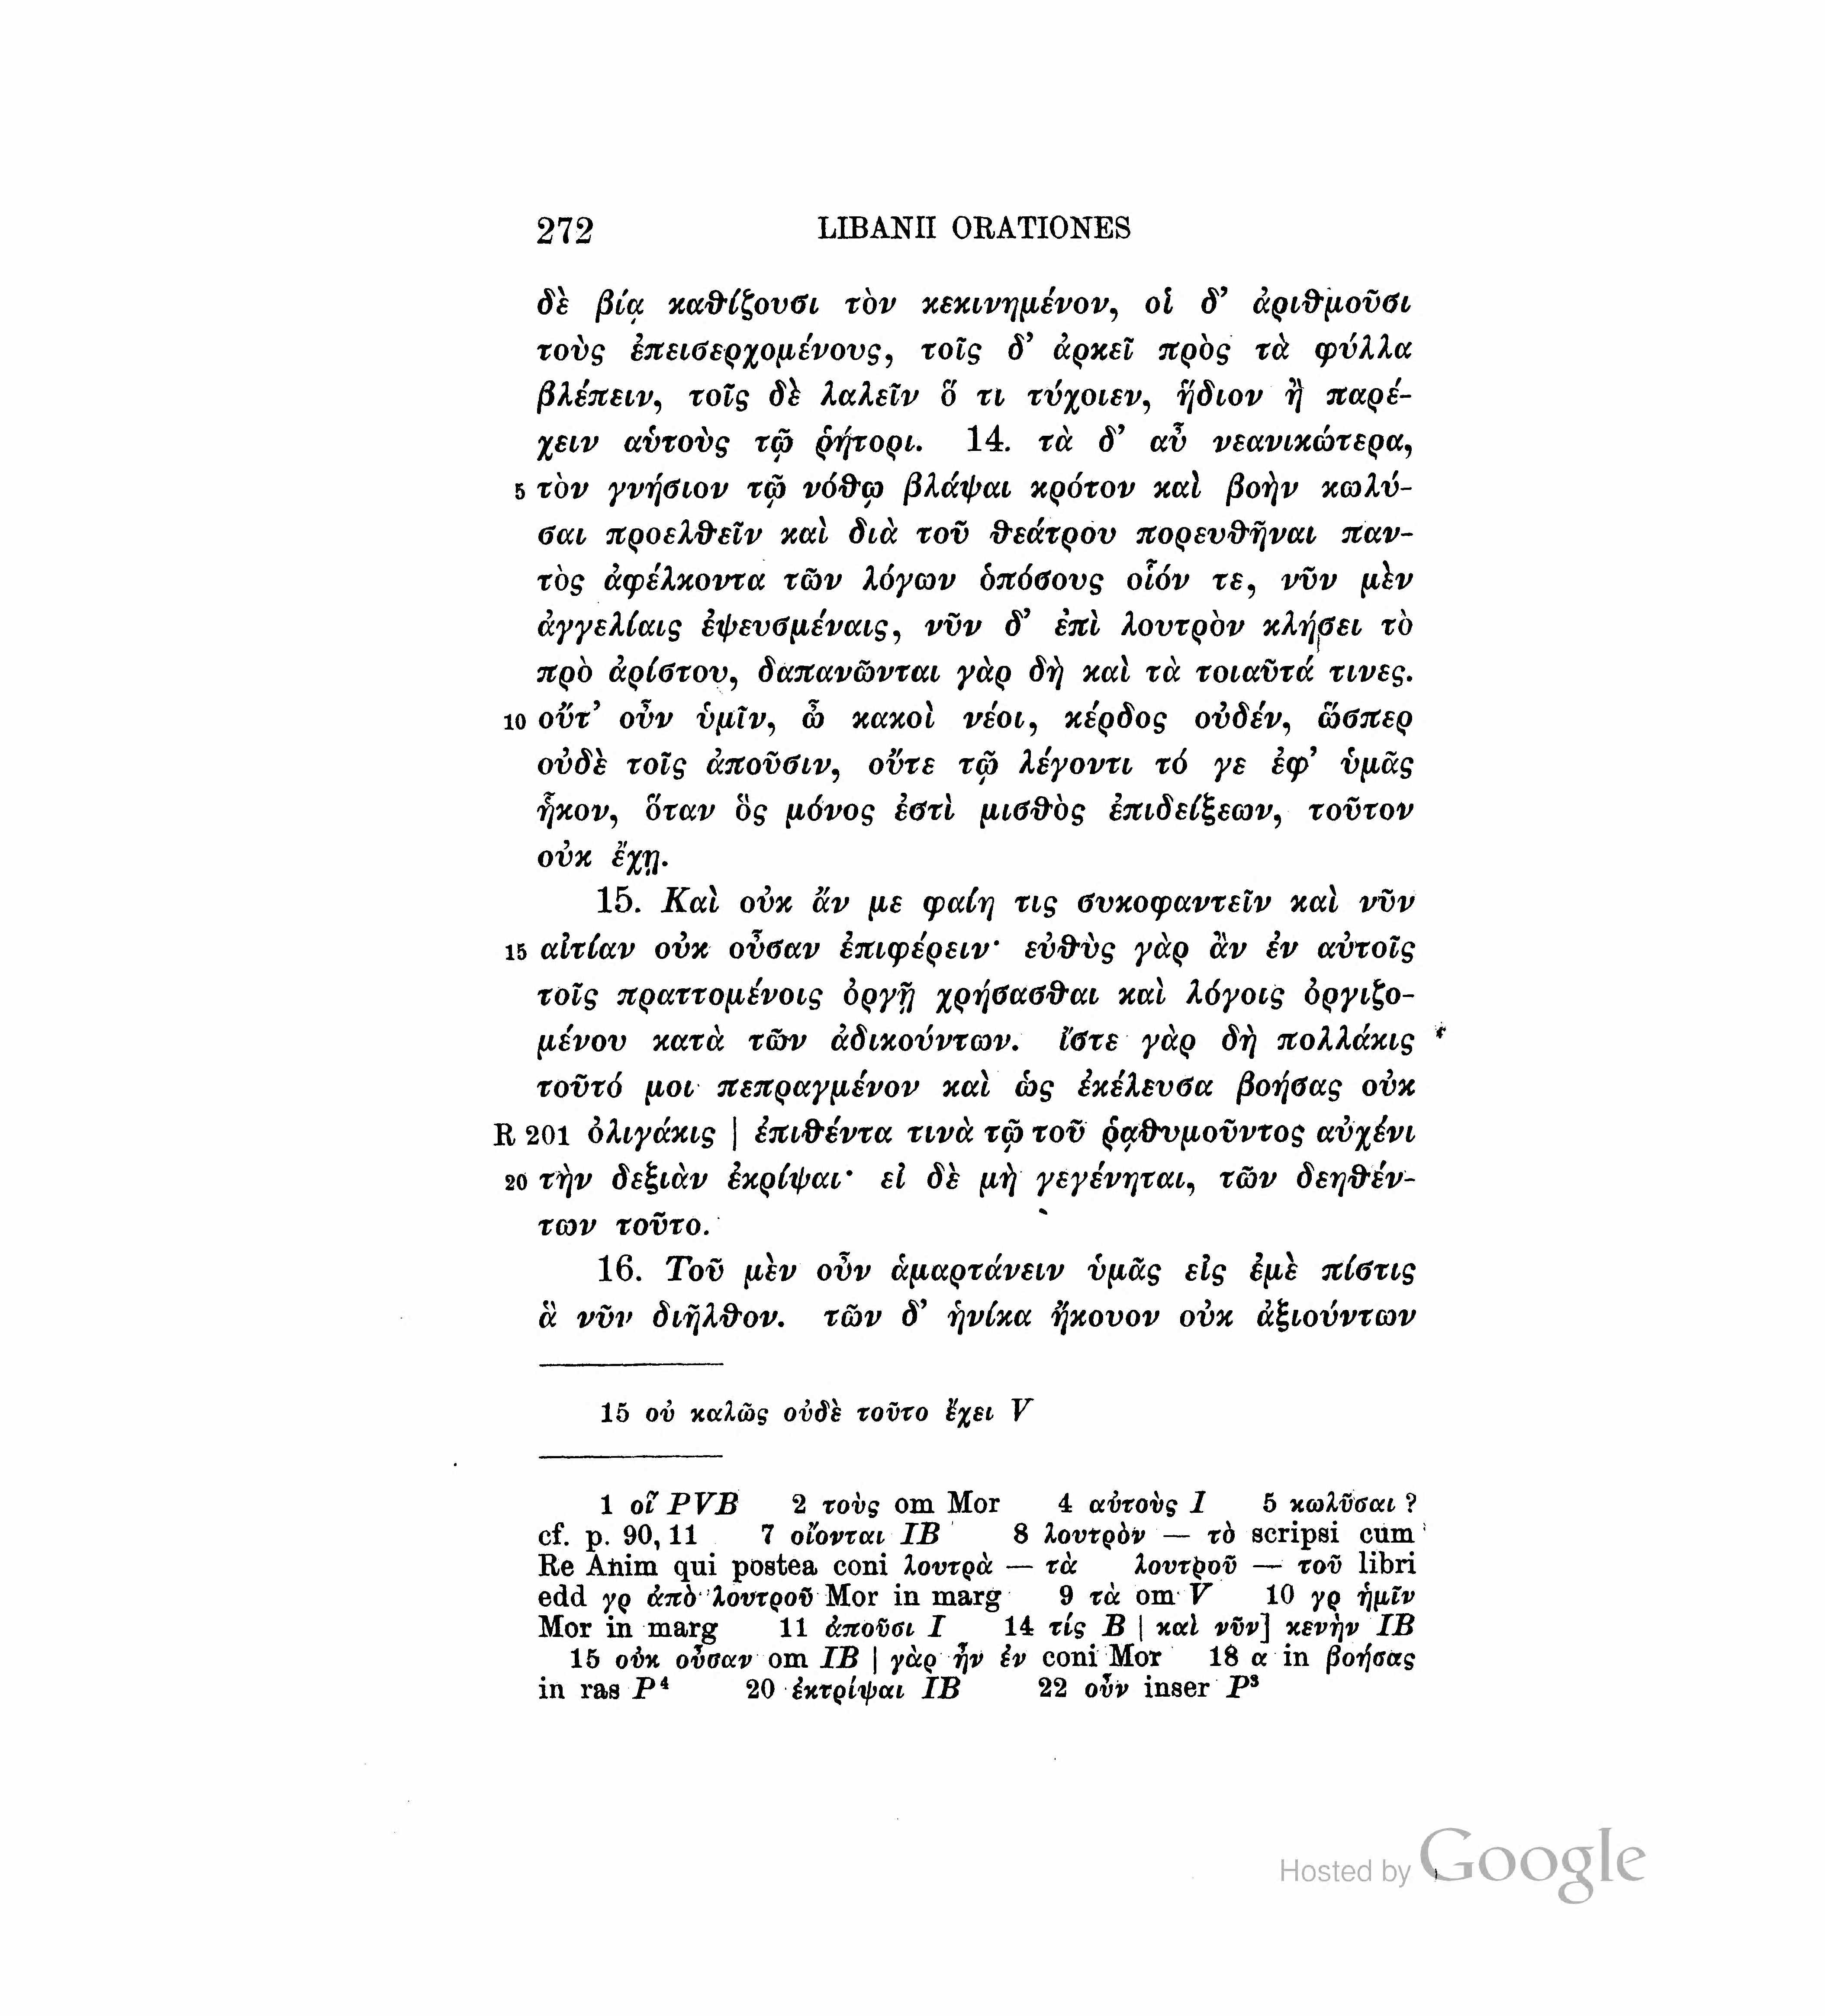 272 LIBANII ORATIONES
δὲ βίᾳ καθίζουσι τὸν κεκινημένον, οἱ δ’ ἀριθμοῦσι
τοὺς ἐπεισερχομένους, τοῖς δ’ ἀρκεῖ πρὸς τὰ φύλλα
βλέπειν, τοῖς δὲ λαλεῖν ὅ τι τύχοιεν, ἥδιον ἢ παρέ-
χειν αὑτοὺς τῷ ῥήτορι. 14. τὰ δ’ αὖ νεανικώτερα,
5 τὸν γνήσιον τῷ νόθῳ βλάψαι κρότον καὶ βοὴν κωλύ-
σαι προελθεῖν καὶ διὰ τοῦ θεάτρου πορευθῆναι παν-
τὸς ἀφέλκοντα τῶν λόγων ὁπόσους οἷόν τε, νῦν μὲν
ἀγγελίαις ἐψευσμέναις, νῦν δ’ ἐπὶ λουτρὸν κλήσει τὸ
πρὸ ἀρίστου, δαπανῶνται γὰρ δὴ καὶ τὰ τοιαῦτά τινες.
10 οὔτ’ οὖν ὑμῖν, ὦ κακοὶ νέοι, κέρδος οὐδέν, ὥσπερ
οὐδὲ τοῖς ἀποῦσιν, οὔτε τῷ λέγοντι τό γε ἐφ’ ὑμᾶς
ἧκον, ὅταν ὃς μόνος ἐστὶ μισθὸς ἐπιδείξεων, τοῦτον
οὐκ ἔχῃ.
15. Καὶ οὐκ ἄν με φαίη τις συκοφαντεῖν καὶ νῦν
15 αἰτίαν οὐκ οὖσαν ἐπιφέρειν· εὐθὺς γὰρ ἂν ἐν αὐτοῖς
τοῖς πραττομένοις ὀργῇ χρήσασθαι καὶ λόγοις ὀργιζο-
μένου κατὰ τῶν ἀδικούντων. ἴστε γὰρ δὴ πολλάκις
τοῦτό μοι πεπραγμένον καὶ ὡς ἐκέλευσα βοήσας οὐκ
R 201 ὀλιγάκις | ἐπιθέντα τινὰ τῷ τοῦ ῥᾳθυμοῦντος αὐχένι
20 τὴν δεξιὰν ἐκρίψαι· εἰ δὲ μὴ γεγένηται, τῶν δεηθέν-
των τοῦτο.
16. Τοῦ μὲν οὖν ἁμαρτάνειν ὑμᾶς εἰς ἐμὲ πίστις
ἃ νῦν διῆλθον. τῶν δ’ ἡνίκα ἤκουον οὐκ ἀξιούντων
15 οὐ καλῶς οὐδὲ τοῦτο ἔχει V
1 οἵ PVB 2 τοὺς om Mor 4 αὐτοὺς I 5 κωλῦσαι ?
cf. p. 90, 11 7 οἴονται IB 8 λουτρὸν — τὸ scripsi cum
Re Anim qui postea coni λουτρὰ — τὰ λουτροῦ — τοῦ libri
edd γρ ἀπὸ λουτροῦ Mor in marg 9 τὰ om V 10 γρ ἡμῖν
Mor in marg 11 ἀποῦσι I 14 τίς B | καὶ νῦν] κενὴν IB
15 οὐκ οὖσαν om IB | γὰρ ἦν ἐν coni Mor 18 α in βοήσας
in ras P⁴ 20 ἐκτρίψαι IB 22 οὖν inser P³
Hosted by Google